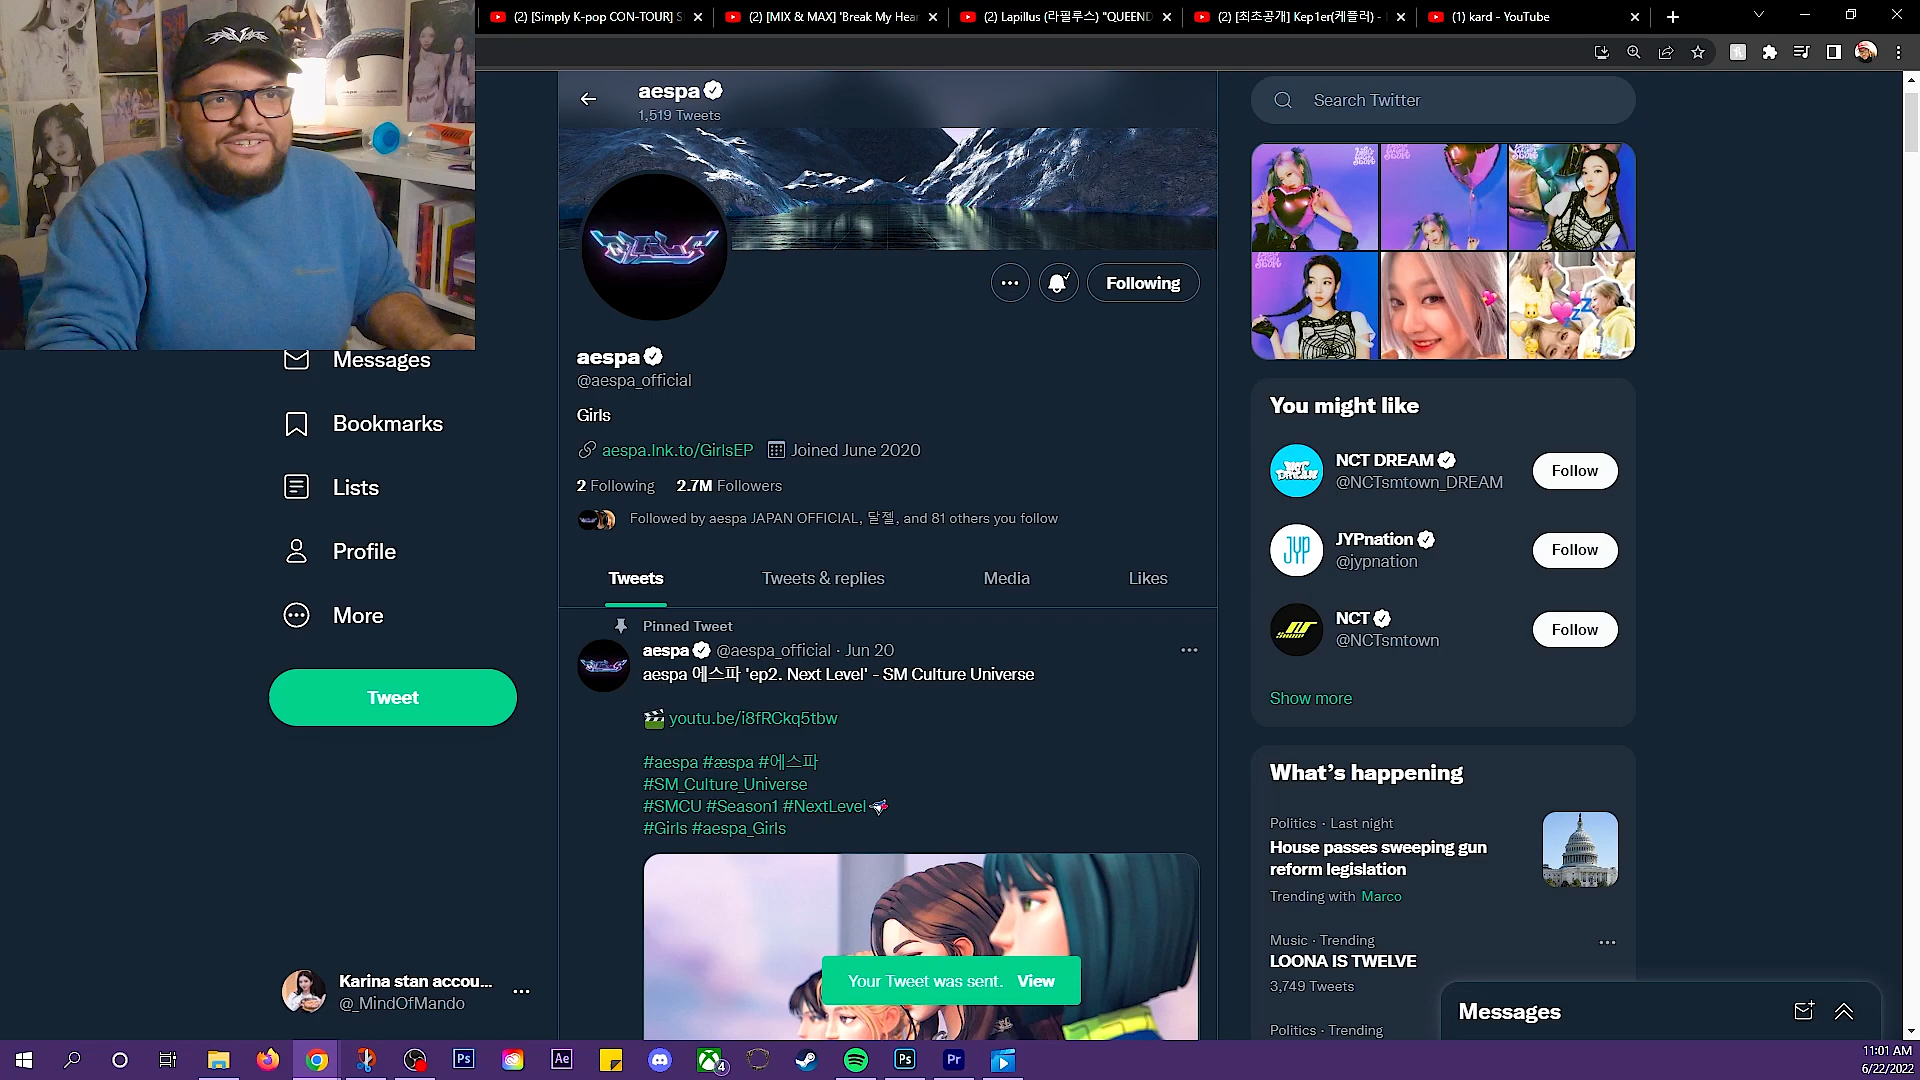 (2) [Simply K-pop CON-TOUR] S
(2) [MIX & MAX] 'Break My Hear
(2) Lapillus (라필루스) "QUEEND
(2) [최초공개] Kep1er(케플러) -
(1) kard - YouTube
aespa
1,519 Tweets
Search Twitter
Following
aespa
@aespa_official
Girls
aespa.lnk.to/GirlsEP Joined June 2020
2 Following 2.7M Followers
Followed by aespa JAPAN OFFICIAL, 달젤, and 81 others you follow
Tweets Tweets & replies Media Likes
Pinned Tweet
aespa @aespa_official · Jun 20
aespa 에스파 'ep2. Next Level' - SM Culture Universe
youtu.be/i8fRCkq5tbw
#aespa #æspa #에스파
#SM_Culture_Universe
#SMCU #Season1 #NextLevel
#Girls #aespa_Girls
Your Tweet was sent. View
Messages
Bookmarks
Lists
Profile
More
Tweet
Karina stan accou...
@_MindOfMando
You might like
NCT DREAM
@NCTsmtown_DREAM
Follow
JYPnation
@jypnation
Follow
NCT
@NCTsmtown
Follow
Show more
What's happening
Politics · Last night
House passes sweeping gun
reform legislation
Trending with Marco
Music · Trending
LOONA IS TWELVE
3,749 Tweets
Politics · Trending
Messages
Ps
Ae
4
Ps
Pr
11:01 AM
6/22/2022